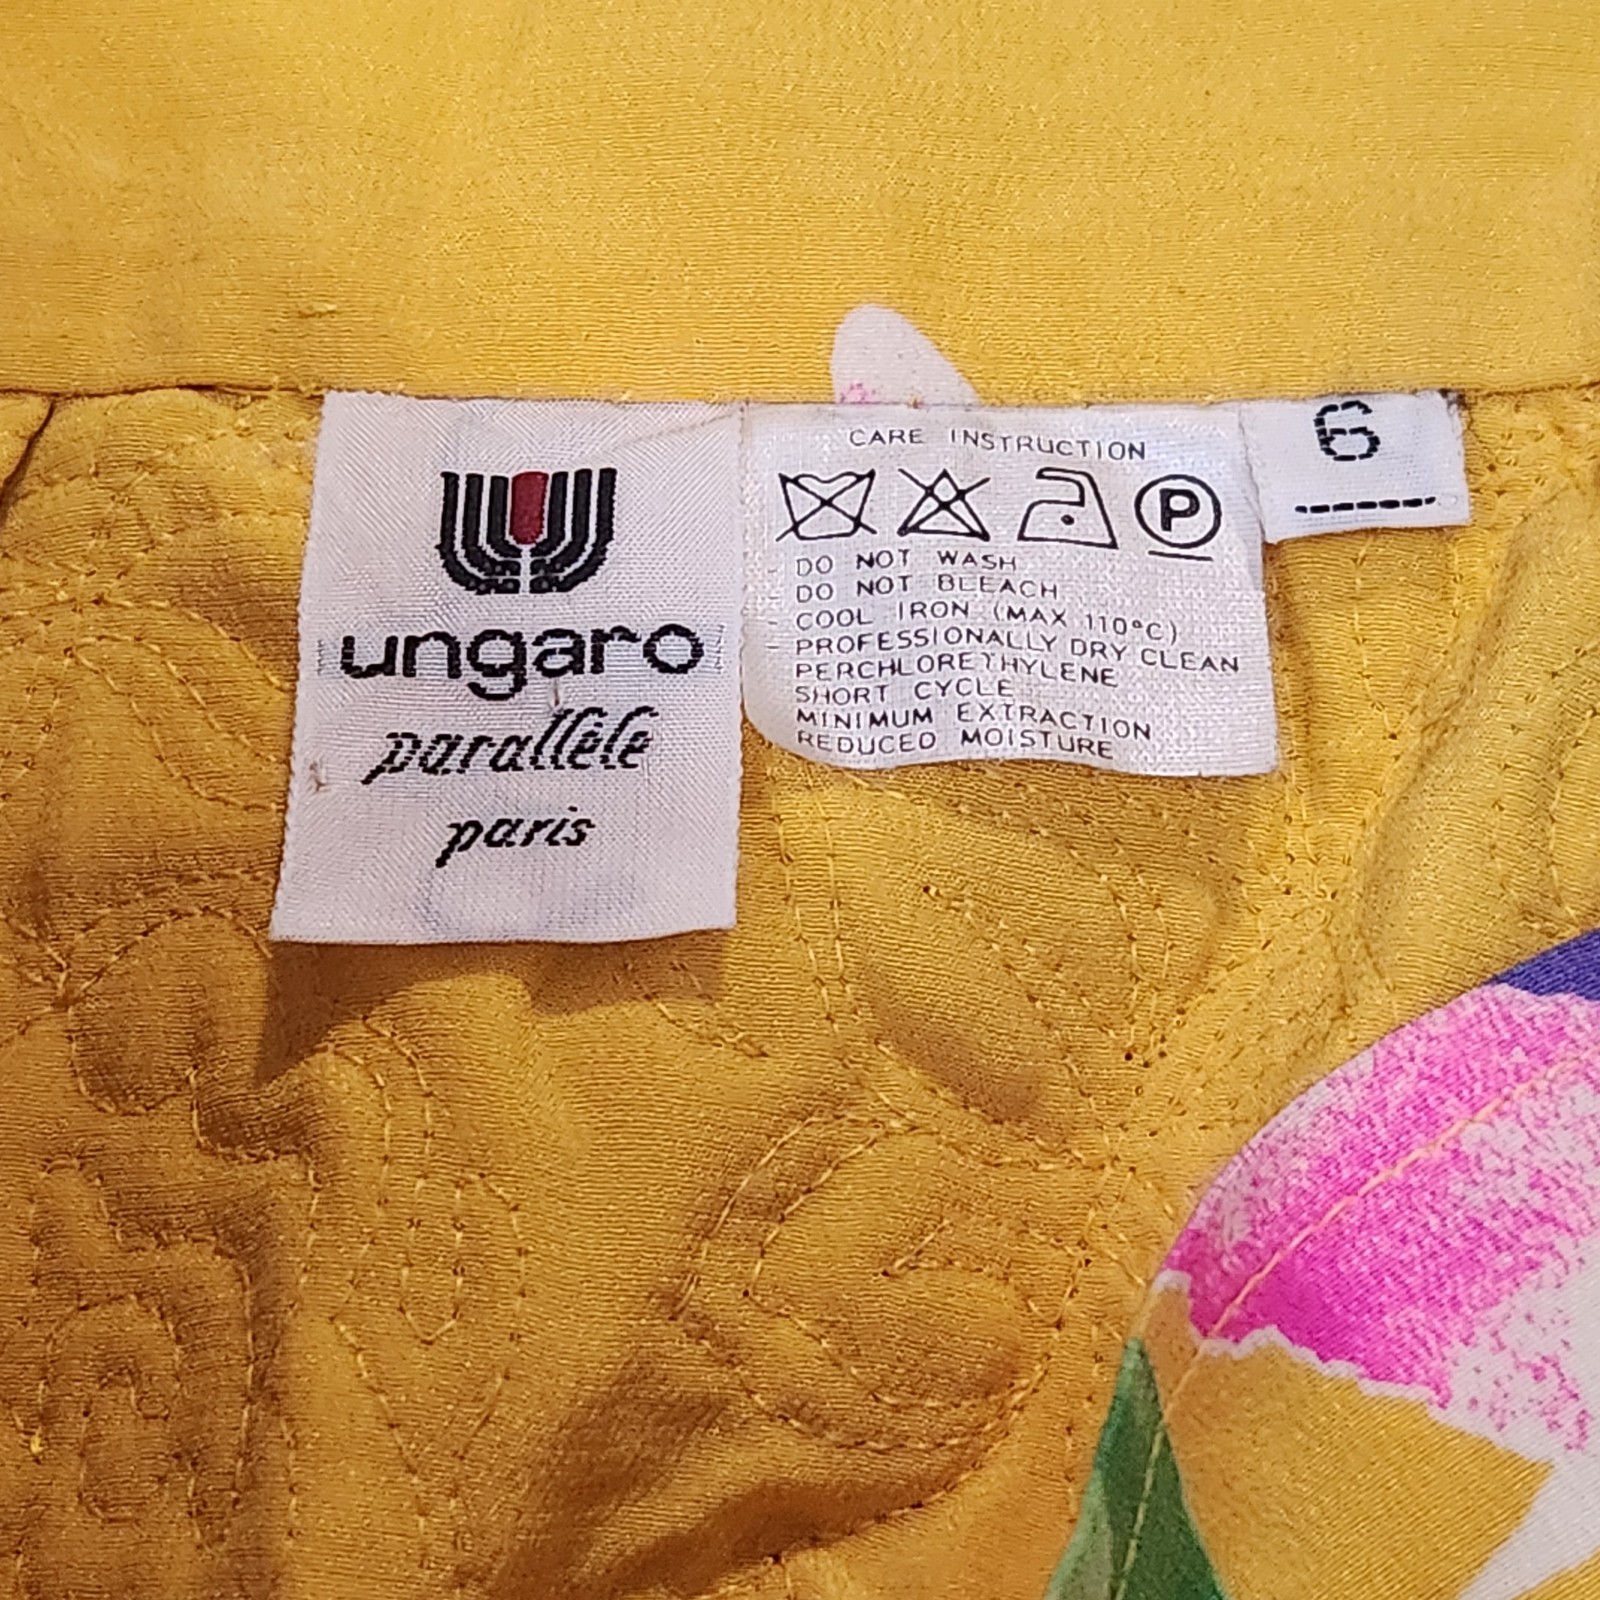 ungaro
parallèle
paris
CARE INSTRUCTION
P
- DO NOT WASH
- DO NOT BLEACH
- COOL IRON (MAX 110°C)
- PROFESSIONALLY DRY CLEAN
PERCHLORETHYLENE
SHORT CYCLE
MINIMUM EXTRACTION
REDUCED MOISTURE
6